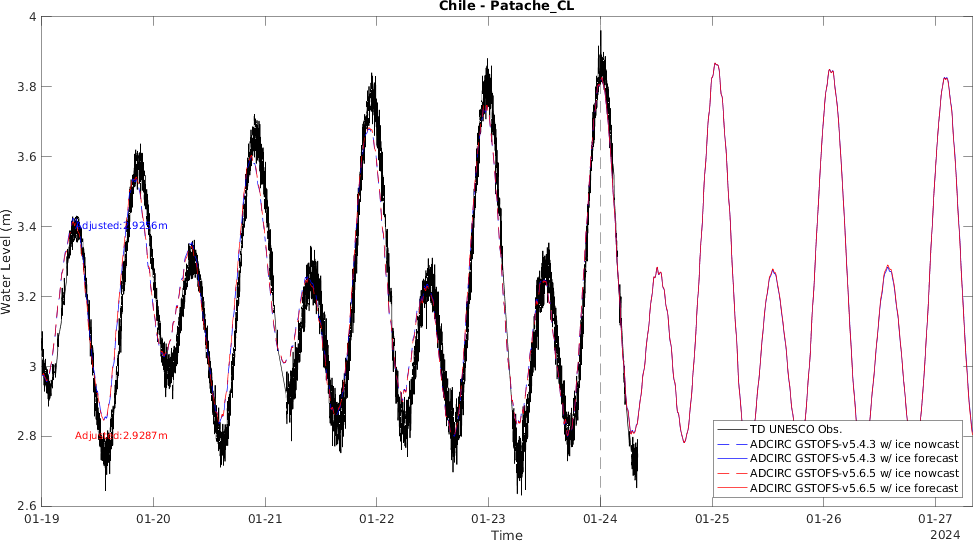 Chile - Patache_CL
4
3.8
3.6
3.4
3.2
3
2.8
2.6
Water Level (m)
Adjusted:2.9256m
Adjusted:2.9287m
TD UNESCO Obs.
ADCIRC GSTOFS-v5.4.3 w/ ice nowcast
ADCIRC GSTOFS-v5.4.3 w/ ice forecast
ADCIRC GSTOFS-v5.6.5 w/ ice nowcast
ADCIRC GSTOFS-v5.6.5 w/ ice forecast
01-19 01-20 01-21 01-22 01-23 01-24 01-25 01-26 01-27
Time
2024